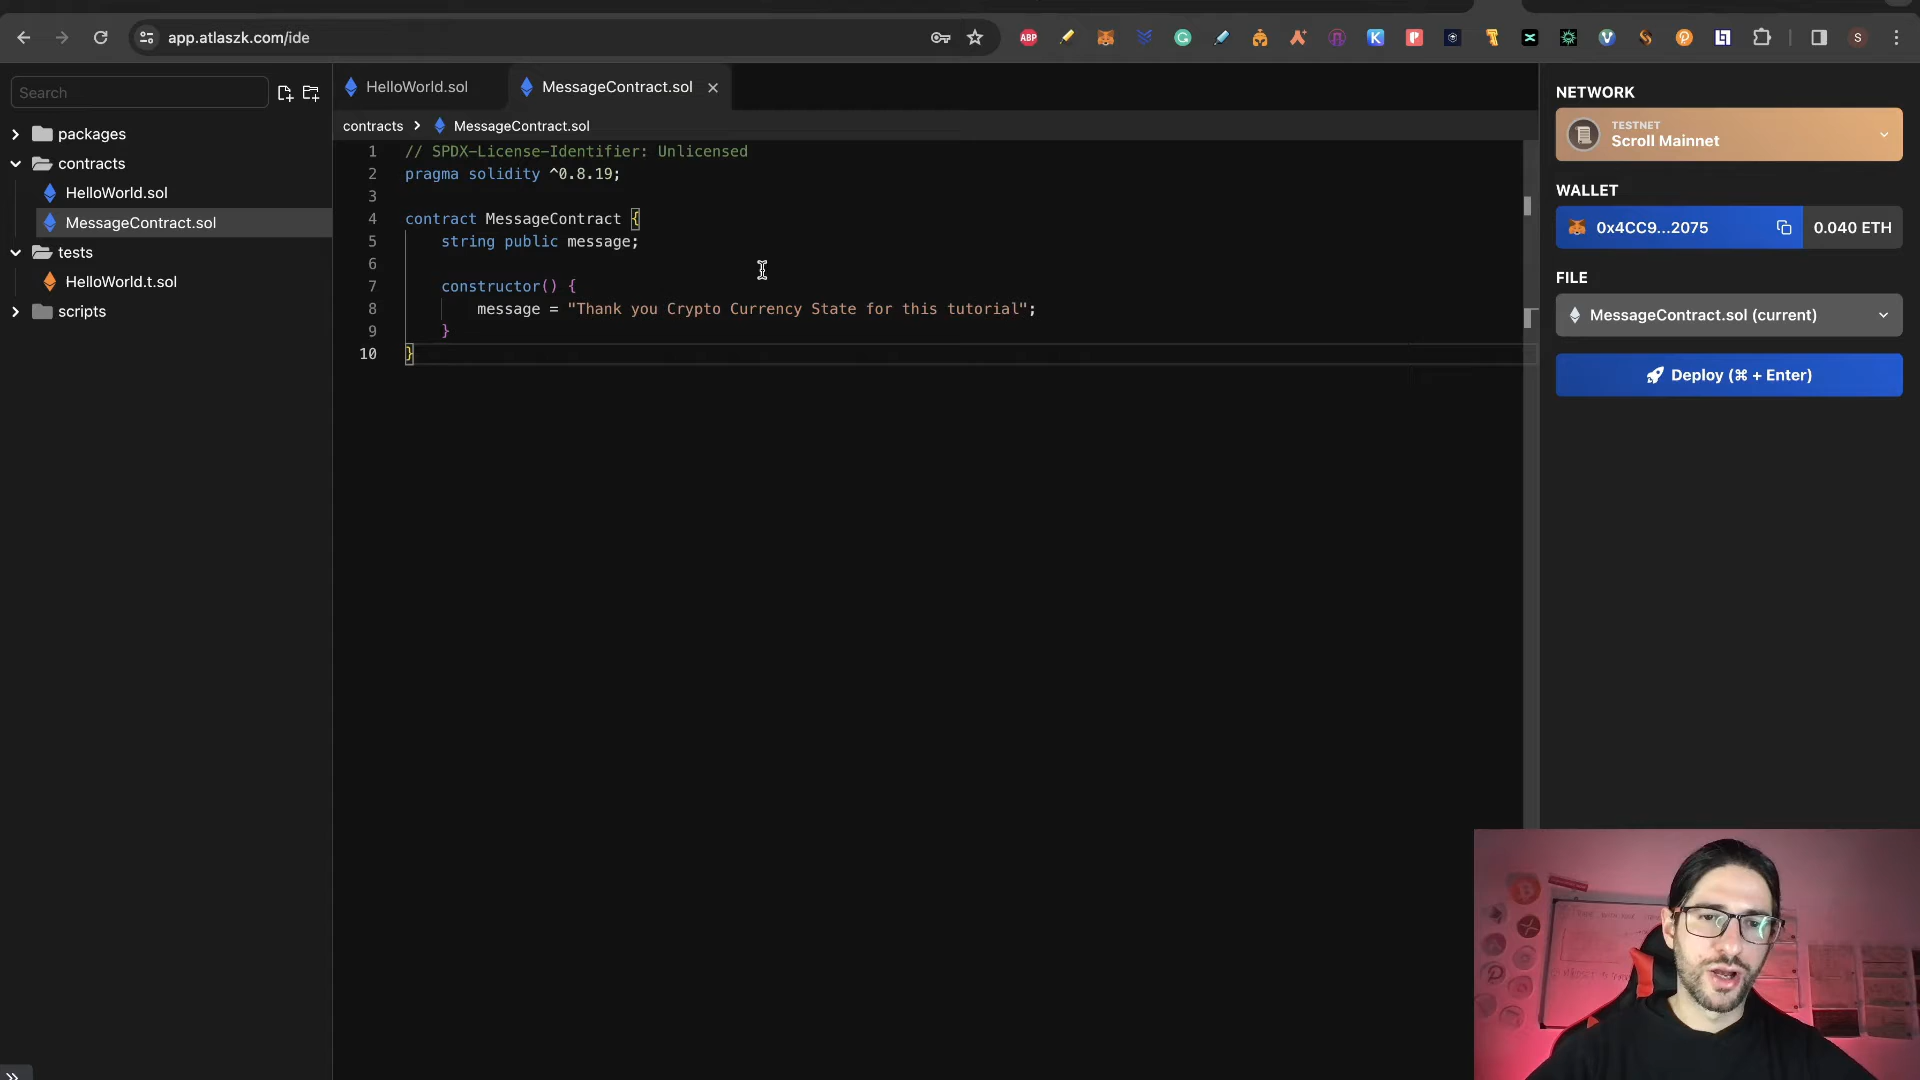 app.atlaszk.com/ide
ABP
S
Search
packages
contracts
HelloWorld.sol
MessageContract.sol
tests
HelloWorld.t.sol
scripts
HelloWorld.sol
MessageContract.sol
contracts > MessageContract.sol
1 // SPDX-License-Identifier: Unlicensed
2 pragma solidity ^0.8.19;
3
4 contract MessageContract {
5 string public message;
6
7 constructor() {
8 message = "Thank you Crypto Currency State for this tutorial";
9 }
10 }
NETWORK
TESTNET
Scroll Mainnet
WALLET
0x4CC9...2075
0.040 ETH
FILE
MessageContract.sol (current)
Deploy (⌘ + Enter)